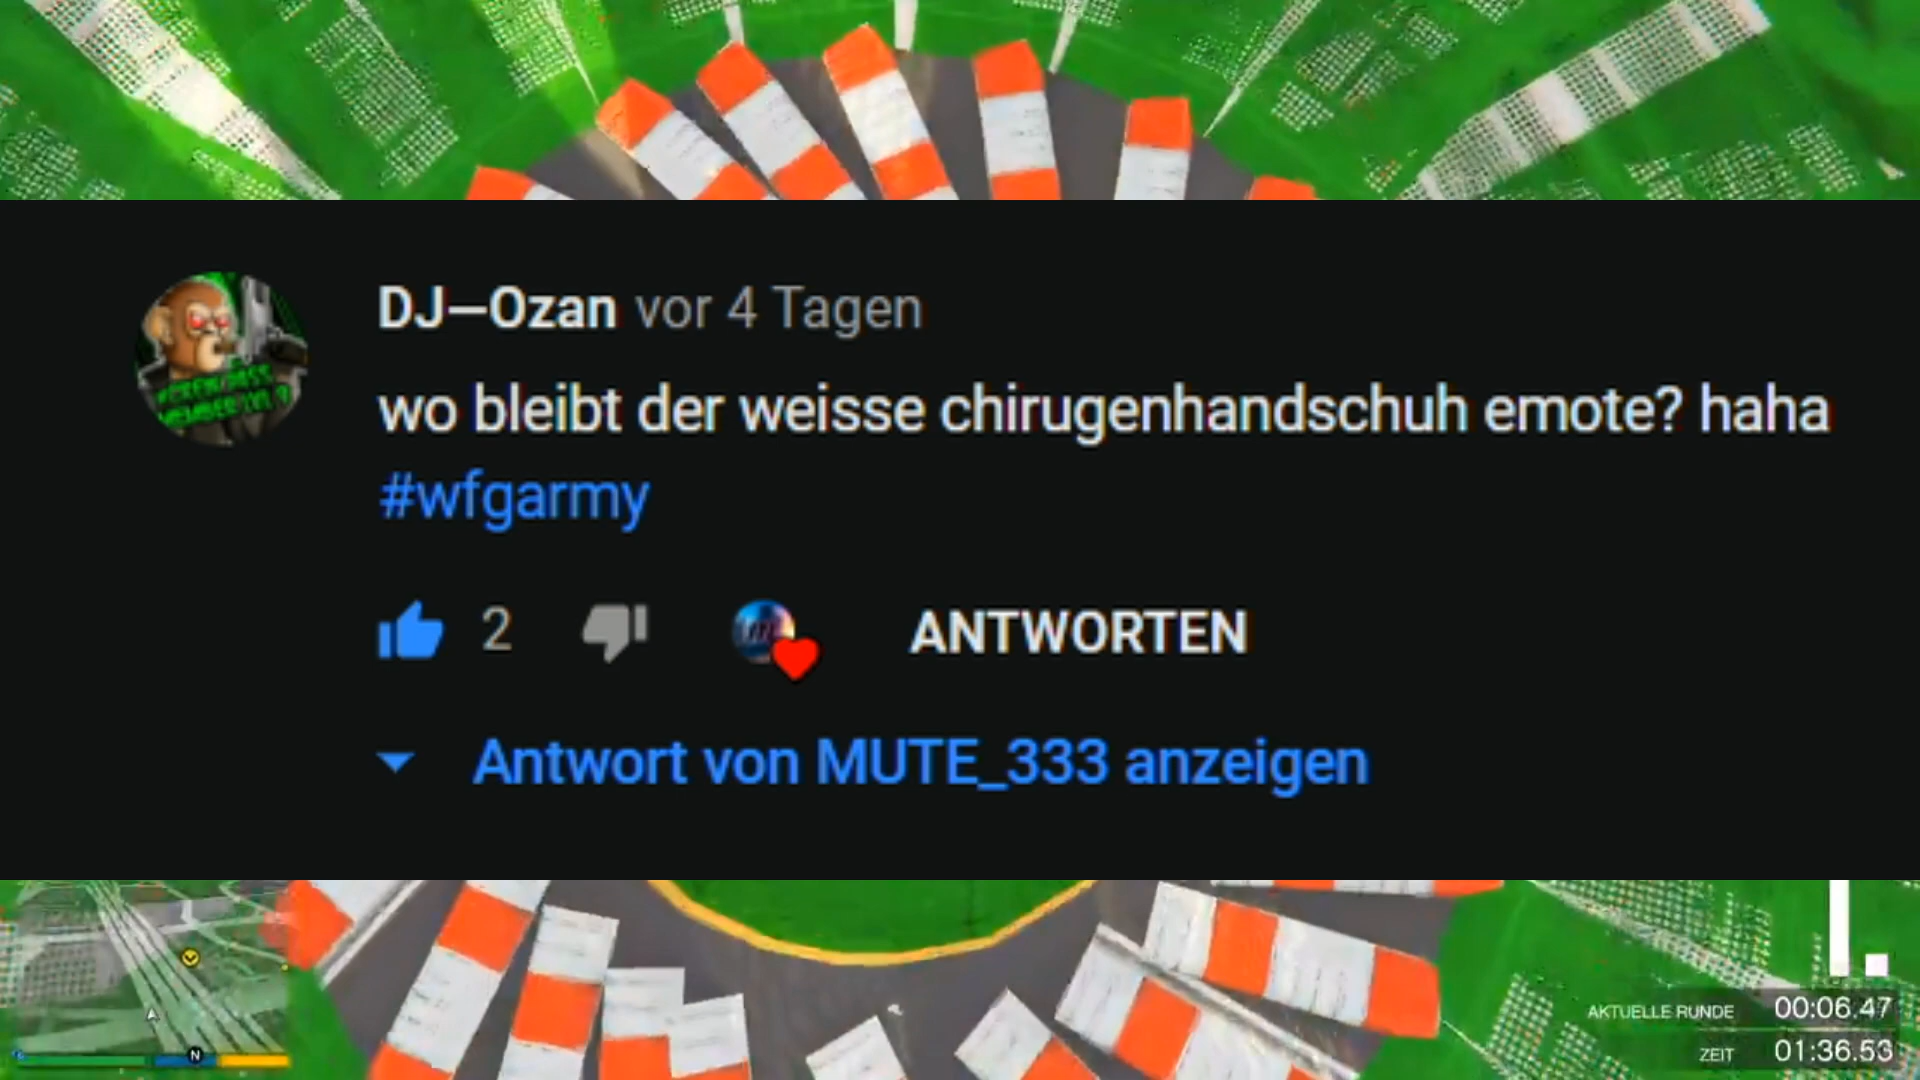 DJ—Ozan vor 4 Tagen
wo bleibt der weisse chirugenhandschuh emote? haha
#wfgarmy
2
ANTWORTEN
Antwort von MUTE_333 anzeigen
N
1.
AKTUELLE RUNDE 00:06.47
ZEIT 01:36.53